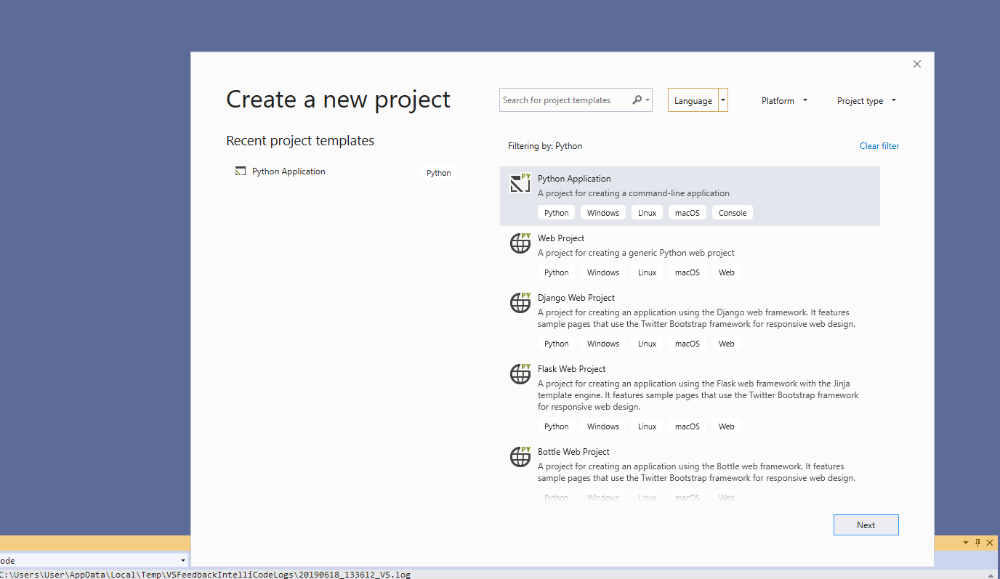 Create a new project
Search for project templates
Language
Platform
Project type
Recent project templates
Python Application
Python
Filtering by: Python
Clear filter
PY
Python Application
A project for creating a command-line application
Python Windows Linux macOS Console
PY
Web Project
A project for creating a generic Python web project
Python Windows Linux macOS Web
PY
Django Web Project
A project for creating an application using the Django web framework. It features
sample pages that use the Twitter Bootstrap framework for responsive web design.
Python Windows Linux macOS Web
PY
Flask Web Project
A project for creating an application using the Flask web framework with the Jinja
template engine. It features sample pages that use the Twitter Bootstrap framework
for responsive web design.
Python Windows Linux macOS Web
PY
Bottle Web Project
A project for creating an application using the Bottle web framework. It features
sample pages that use the Twitter Bootstrap framework for responsive web design.
Python Windows Linux macOS Web
Next
ode
C:\Users\User\AppData\Local\Temp\VSFeedbackIntelliCodeLogs\20190618_133612_VS.log